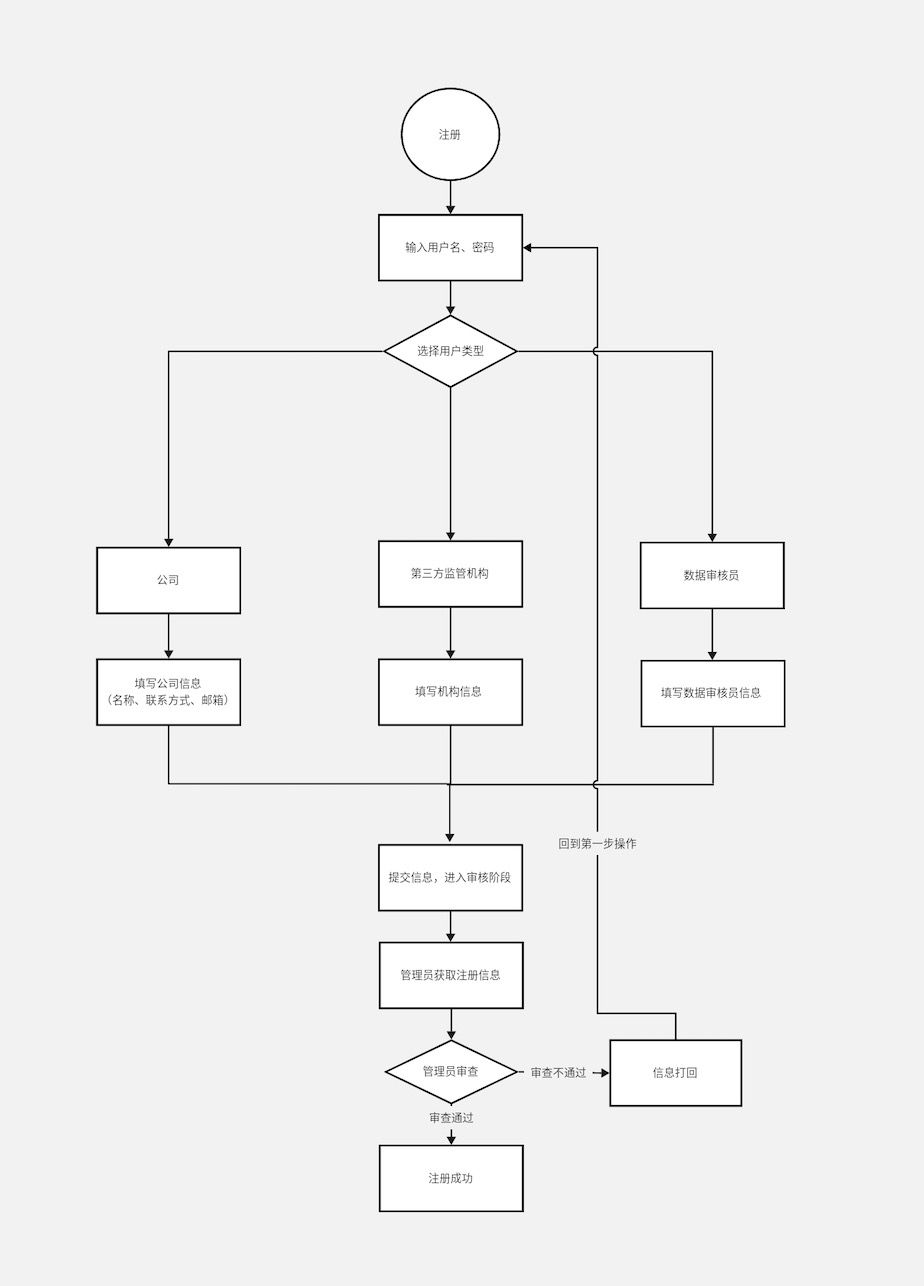 注册
输入用户名、密码
选择用户类型
公司
第三方监管机构
数据审核员
填写公司信息
（名称、联系方式、邮箱）
填写机构信息
填写数据审核员信息
回到第一步操作
提交信息，进入审核阶段
管理员获取注册信息
管理员审查
审查不通过
信息打回
审查通过
注册成功